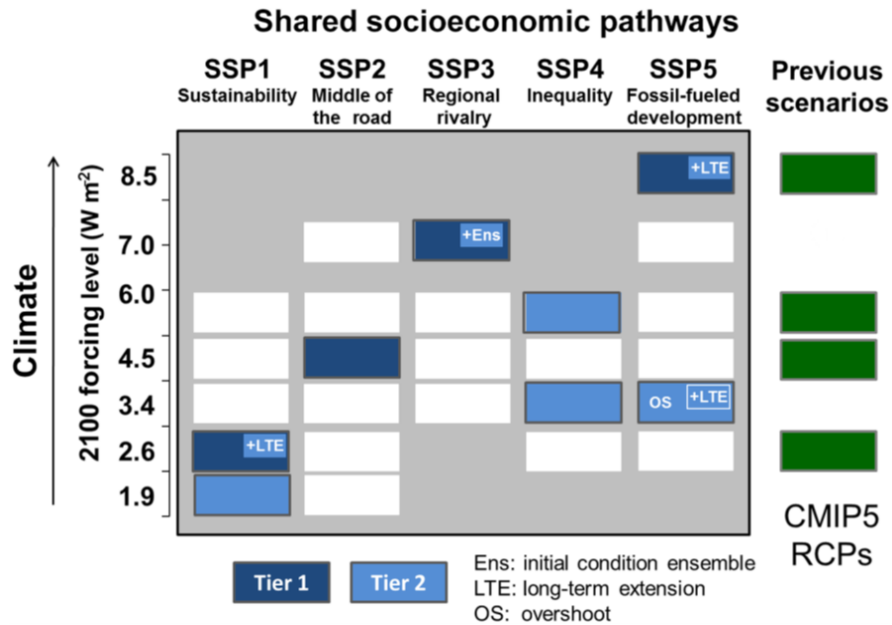 Shared socioeconomic pathways
SSP1 SSP2 SSP3 SSP4 SSP5
Sustainability Middle of the road Regional rivalry Inequality Fossil-fueled development
Previous
scenarios
Climate
2100 forcing level (W m-2)
8.5
+LTE
7.0
+Ens
6.0
4.5
3.4
OS +LTE
2.6
+LTE
1.9
CMIP5
RCPs
Tier 1 Tier 2
Ens: initial condition ensemble
LTE: long-term extension
OS: overshoot